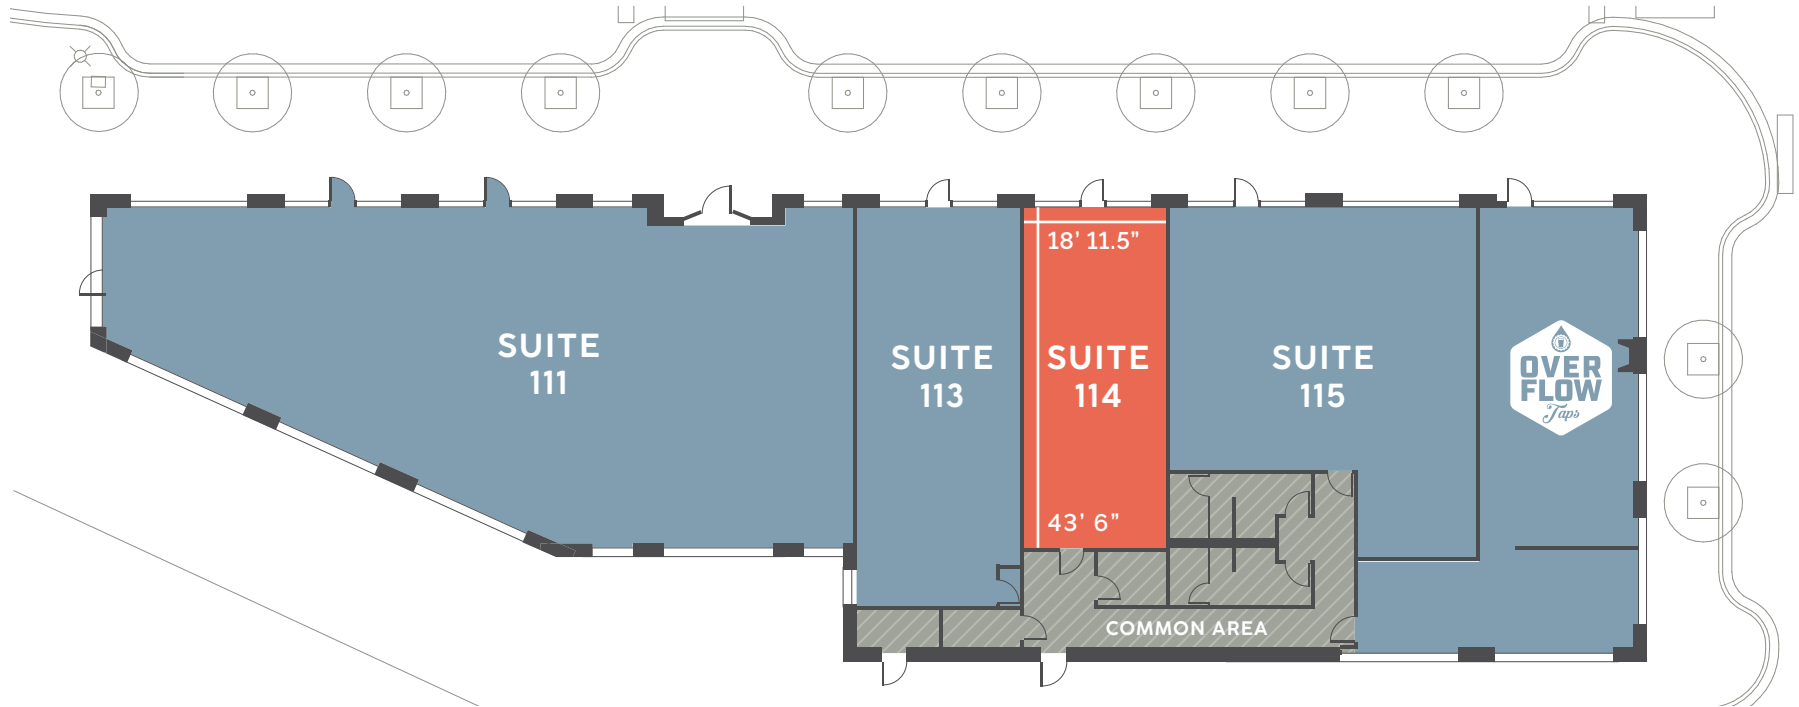 18' 11.5"
SUITE
111
SUITE
113
SUITE
114
SUITE
115
OVER
FLOW
Taps
43' 6"
COMMON AREA